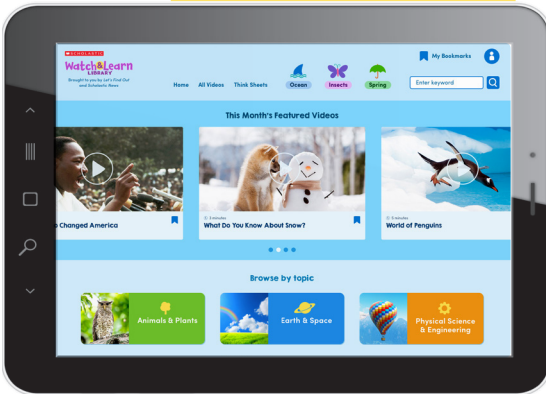 SCHOLASTIC
Watch&Learn
LIBRARY
Brought to you by Let's Find Out
and Scholastic News
Home All Videos Think Sheets Ocean Insects Spring
My Bookmarks
Enter keyword
This Month's Featured Videos
o Changed America
3 minutes
What Do You Know About Snow?
5 minutes
World of Penguins
Browse by topic
Animals & Plants
Earth & Space
Physical Science
& Engineering